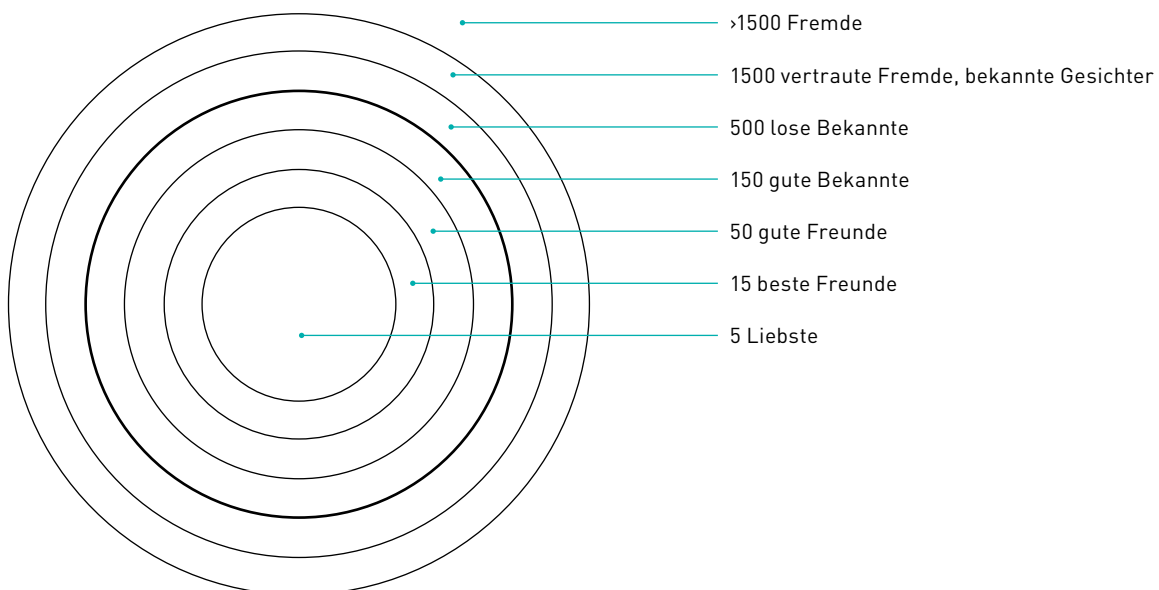 ›1500 Fremde
1500 vertraute Fremde, bekannte Gesichter
500 lose Bekannte
150 gute Bekannte
50 gute Freunde
15 beste Freunde
5 Liebste